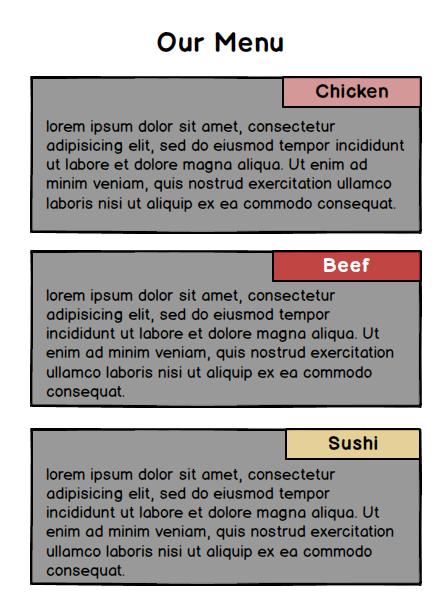 Our Menu
Chicken
lorem ipsum dolor sit amet, consectetur
adipisicing elit, sed do eiusmod tempor incididunt
ut labore et dolore magna aliqua. Ut enim ad
minim veniam, quis nostrud exercitation ullamco
laboris nisi ut aliquip ex ea commodo consequat.
Beef
lorem ipsum dolor sit amet, consectetur
adipisicing elit, sed do eiusmod tempor
incididunt ut labore et dolore magna aliqua. Ut
enim ad minim veniam, quis nostrud exercitation
ullamco laboris nisi ut aliquip ex ea commodo
consequat.
Sushi
lorem ipsum dolor sit amet, consectetur
adipisicing elit, sed do eiusmod tempor
incididunt ut labore et dolore magna aliqua. Ut
enim ad minim veniam, quis nostrud exercitation
ullamco laboris nisi ut aliquip ex ea commodo
consequat.